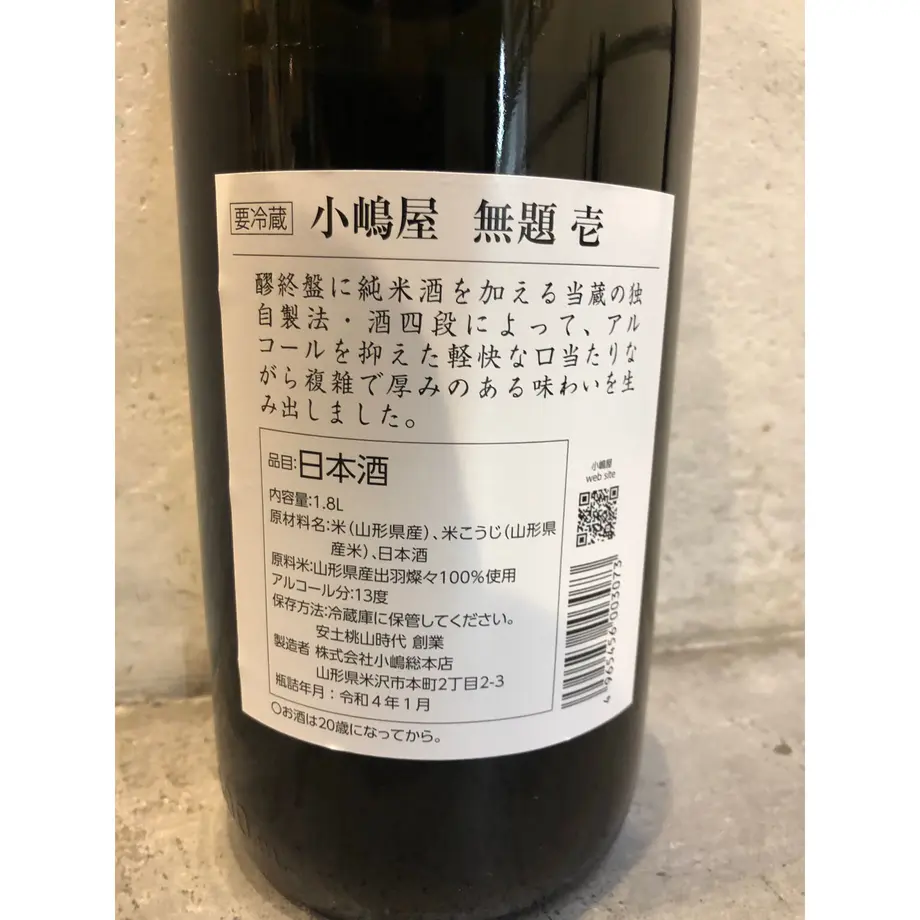 要冷蔵 小嶋屋 無題 壱
醪終盤に純米酒を加える当蔵の独
自製法・酒四段によって、アル
コールを抑えた軽快な口当たりな
がら複雑で厚みのある味わいを生
み出しました。
品目:日本酒
内容量:1.8L
原材料名:米(山形県産)、米こうじ(山形県
産米)、日本酒
原料米:山形県産出羽燦々100%使用
アルコール分:13度
保存方法:冷蔵庫に保管してください。
安土桃山時代 創業
製造者 株式会社小嶋総本店
山形県米沢市本町2丁目2-3
瓶詰年月:令和4年1月
〇お酒は20歳になってから。
小嶋屋
web site
4965456003073